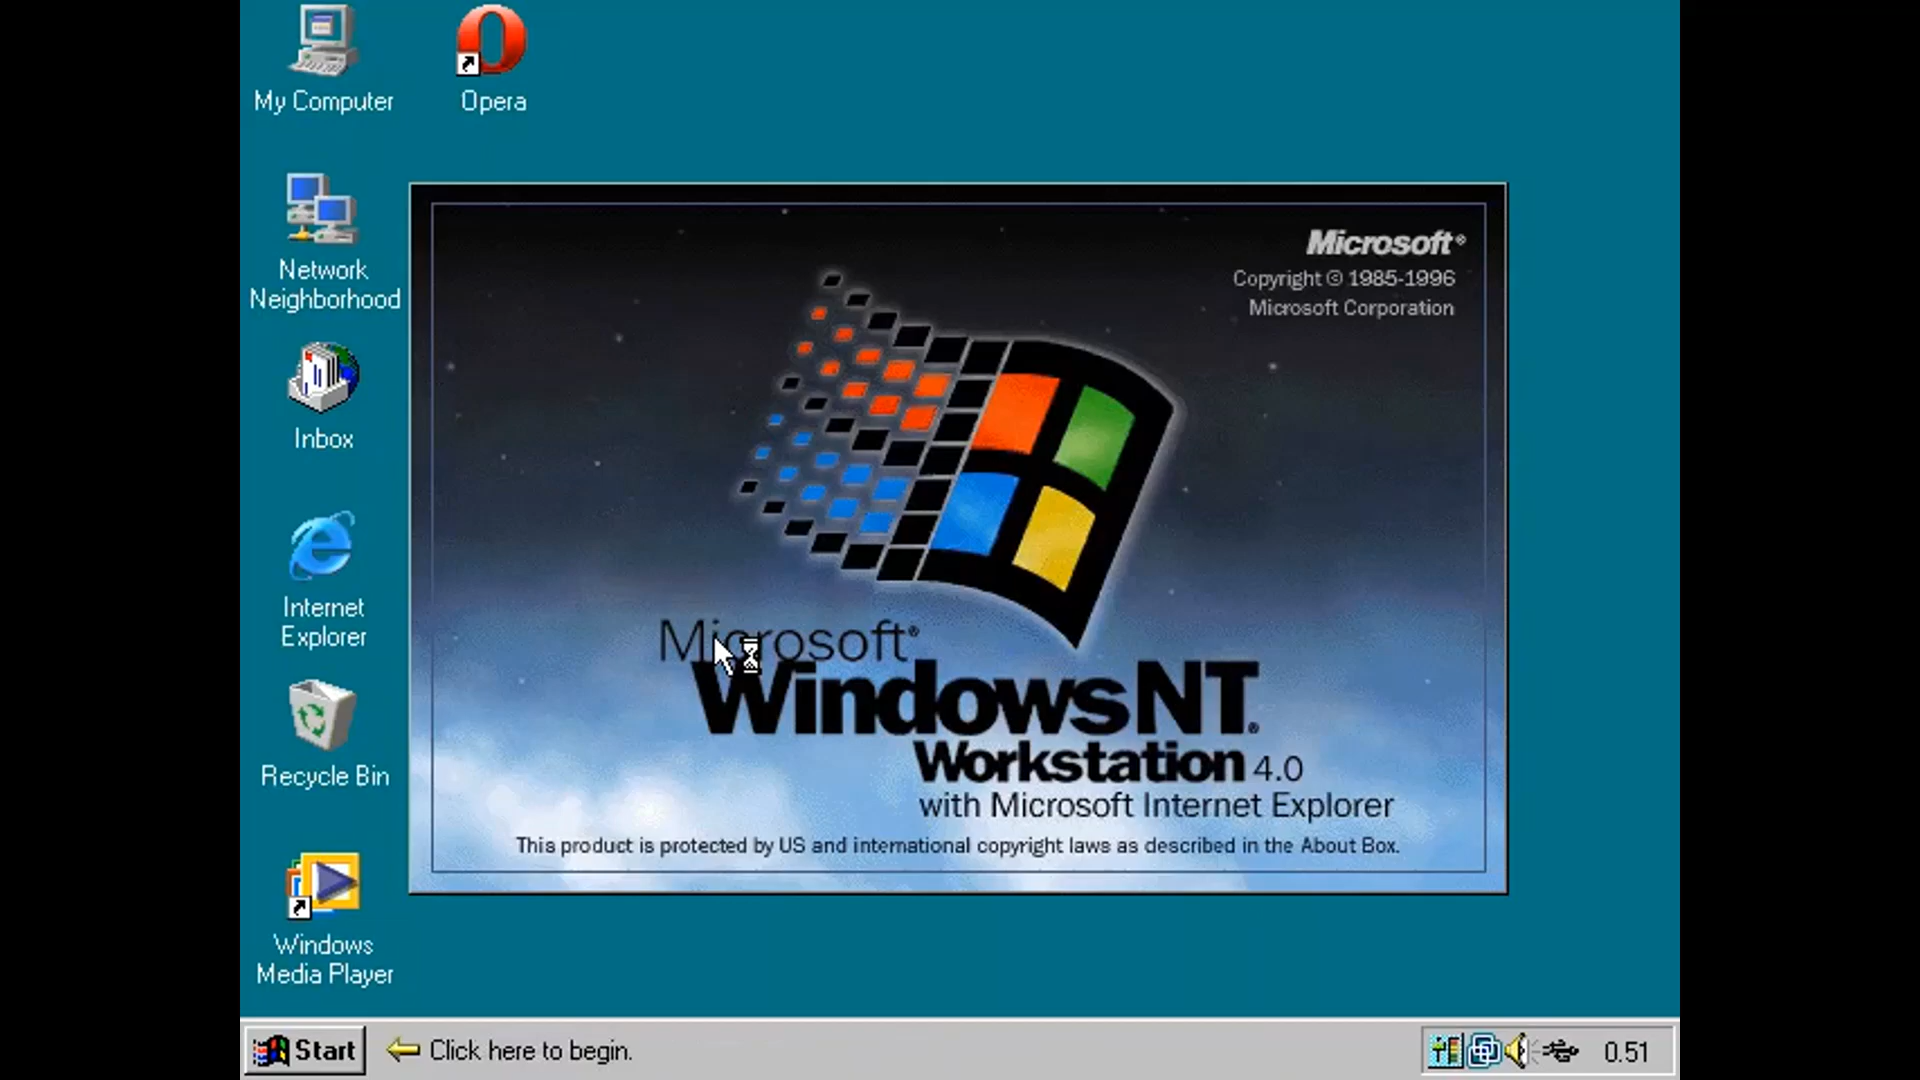 My Computer
Opera
Network
Neighborhood
Inbox
Internet
Explorer
Recycle Bin
Windows
Media Player
Microsoft®
Copyright © 1985-1996
Microsoft Corporation
Microsoft®
Windows NT®
Workstation 4.0
with Microsoft Internet Explorer
This product is protected by US and international copyright laws as described in the About Box.
Start
Click here to begin.
0.51